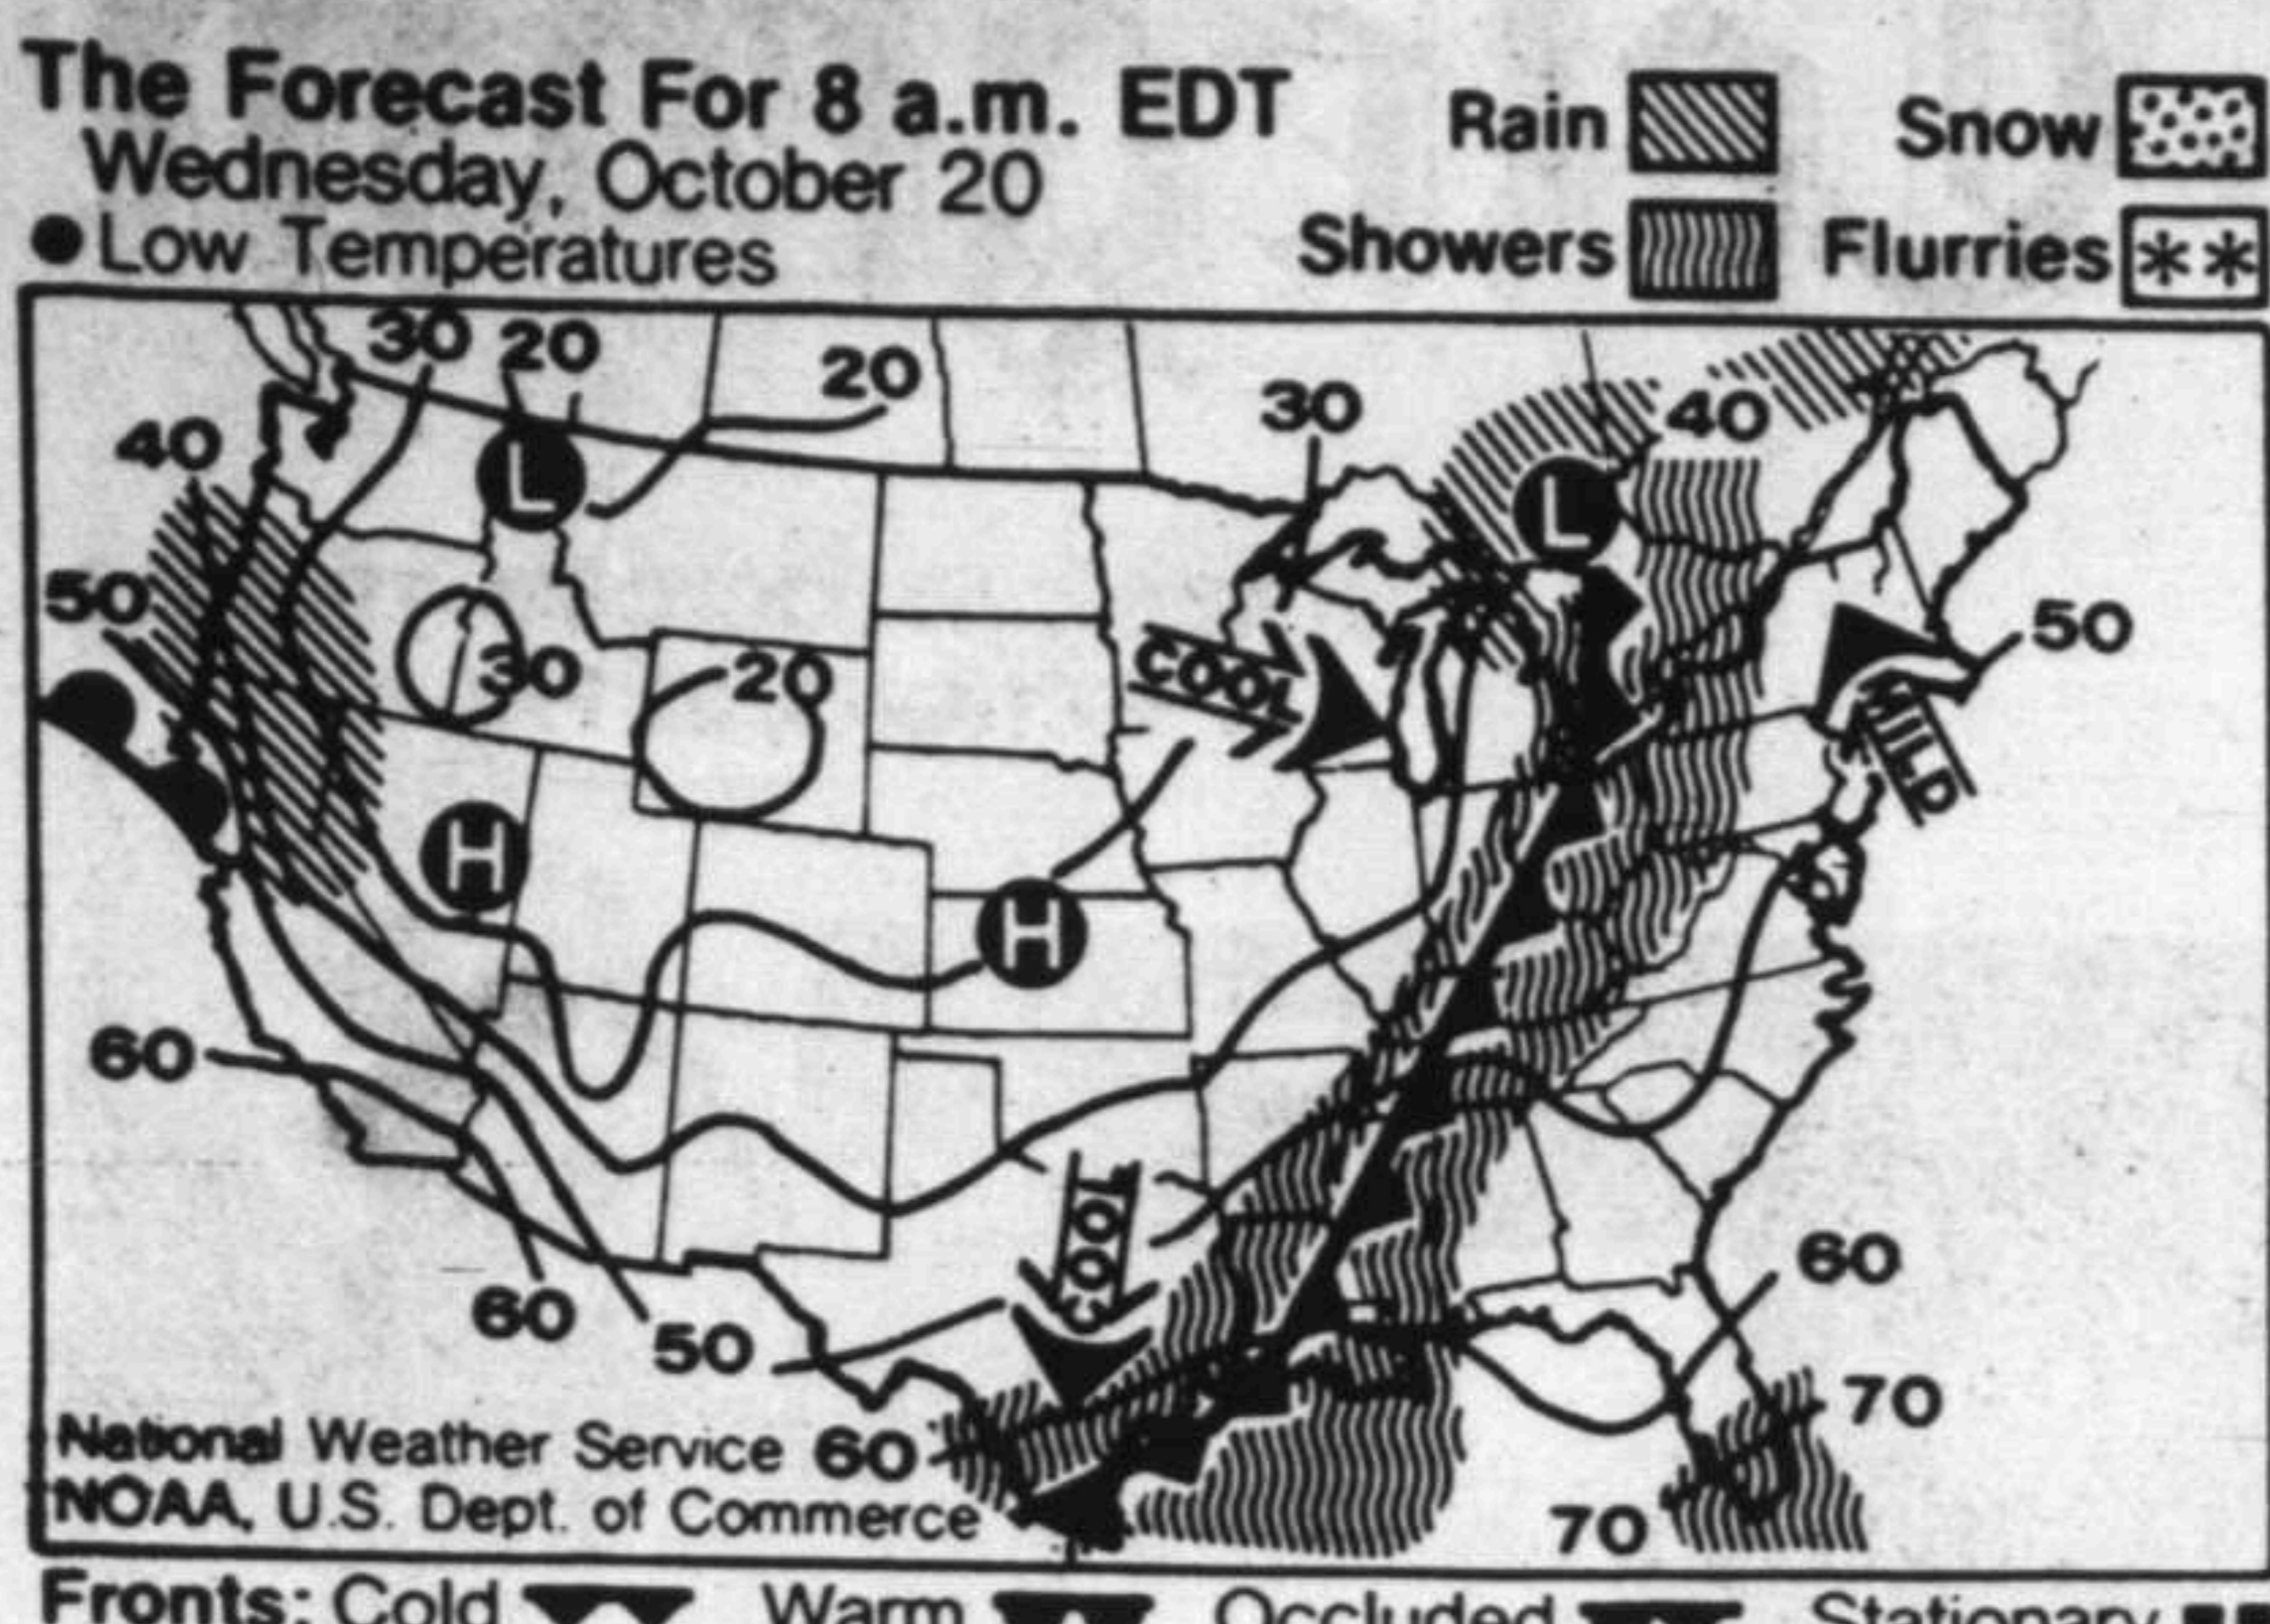 The Forecast For 8 a.m. EDT
Wednesday, October 20
● Low Temperatures
Rain
Snow
Showers
Flurries
30 20 20
30
40
40
L
L
50
30
20
COOL
50
MILD
H
H
60
COOL
60
60
50
70
National Weather Service 60
NOAA, U.S. Dept. of Commerce
70
Fronts: Cold Warm Occluded Stationary